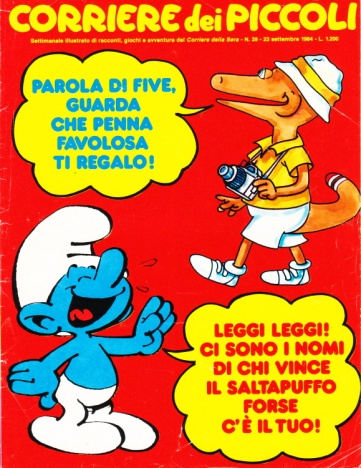 CORRIERE dei PICCOLI
Settimanale illustrato di racconti, giochi e avventure del Corriere della Sera - N. 39 - 23 settembre 1984 - L. 1.200
PAROLA DI FIVE,
GUARDA
CHE PENNA
FAVOLOSA
TI REGALO!
LEGGI LEGGI!
CI SONO I NOMI
DI CHI VINCE
IL SALTAPUFFO
FORSE
C'È IL TUO!